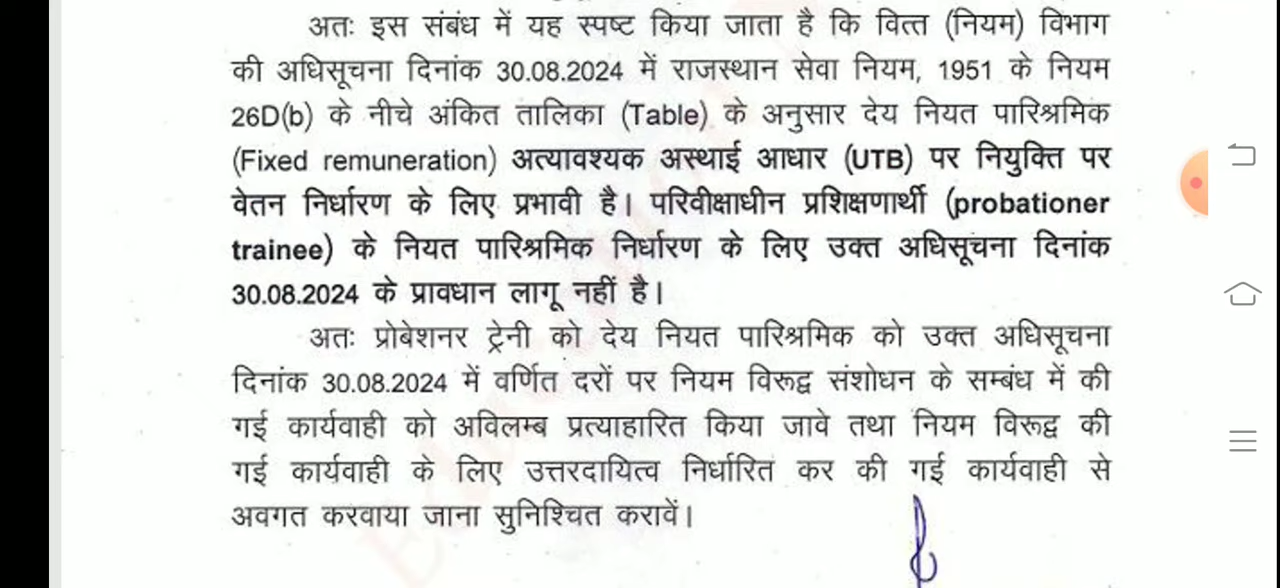 अतः इस संबंध में यह स्पष्ट किया जाता है कि वित्त (नियम) विभाग
की अधिसूचना दिनांक 30.08.2024 में राजस्थान सेवा नियम, 1951 के नियम
26D(b) के नीचे अंकित तालिका (Table) के अनुसार देय नियत पारिश्रमिक
(Fixed remuneration) अत्यावश्यक अस्थाई आधार (UTB) पर नियुक्ति पर
वेतन निर्धारण के लिए प्रभावी है। परिवीक्षाधीन प्रशिक्षणार्थी (probationer
trainee) के नियत पारिश्रमिक निर्धारण के लिए उक्त अधिसूचना दिनांक
30.08.2024 के प्रावधान लागू नहीं है।
अतः प्रोबेशनर ट्रेनी को देय नियत पारिश्रमिक को उक्त अधिसूचना
दिनांक 30.08.2024 में वर्णित दरों पर नियम विरूद्व संशोधन के सम्बंध में की
गई कार्यवाही को अविलम्ब प्रत्याहारित किया जावे तथा नियम विरूद्व की
गई कार्यवाही के लिए उत्तरदायित्व निर्धारित कर की गई कार्यवाही से
अवगत करवाया जाना सुनिश्चित करावें।